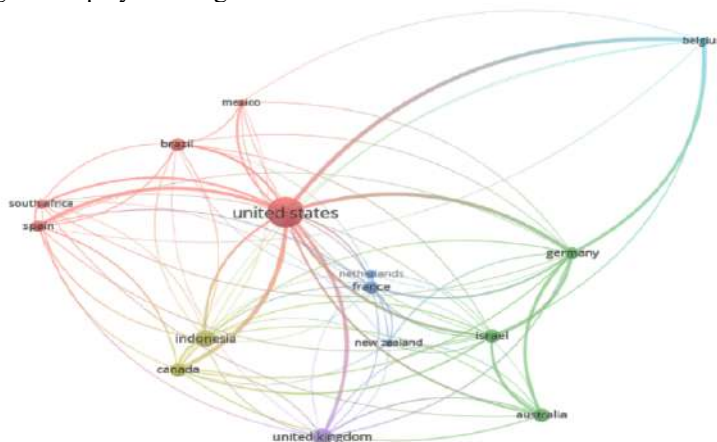 belgiu
mexico
brazil
south africa
spain
united states
germany
netherlands
france
indonesia
new zealand
israel
canada
australia
united kingdom